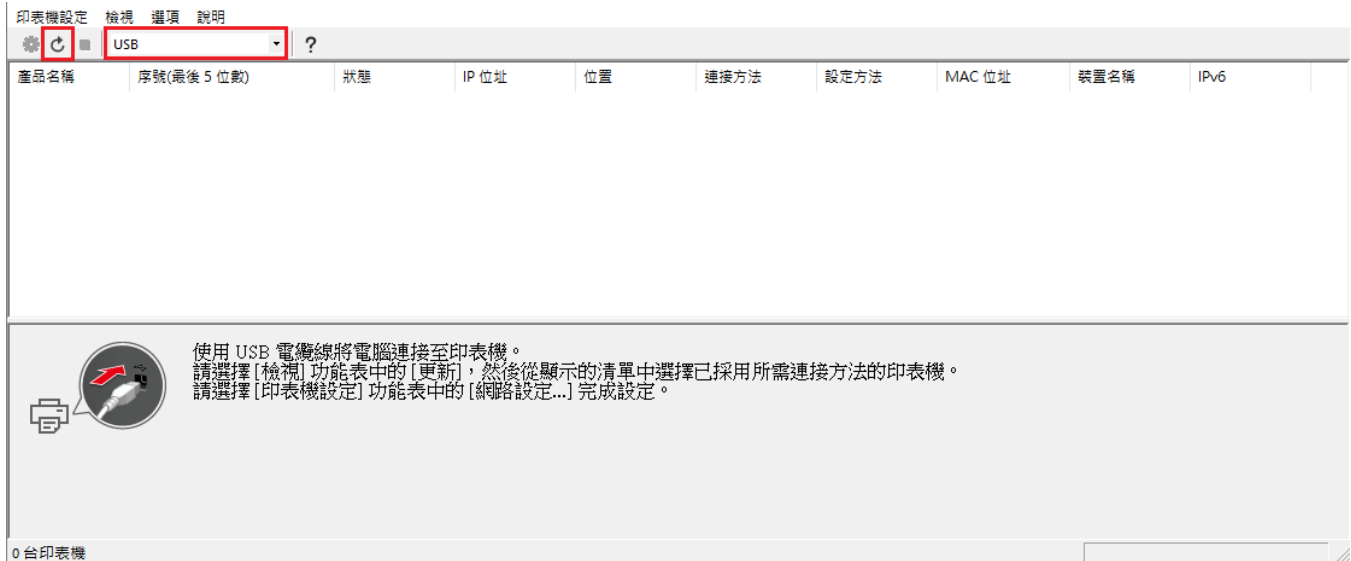 印表機設定 檢視 選項 說明
USB ?
產品名稱 序號(最後 5 位數) 狀態 IP 位址 位置 連接方法 設定方法 MAC 位址 裝置名稱 IPv6
使用 USB 電纜線將電腦連接至印表機。
請選擇 [檢視] 功能表中的 [更新]，然後從顯示的清單中選擇已採用所需連接方法的印表機。
請選擇 [印表機設定] 功能表中的 [網路設定...] 完成設定。
0 台印表機